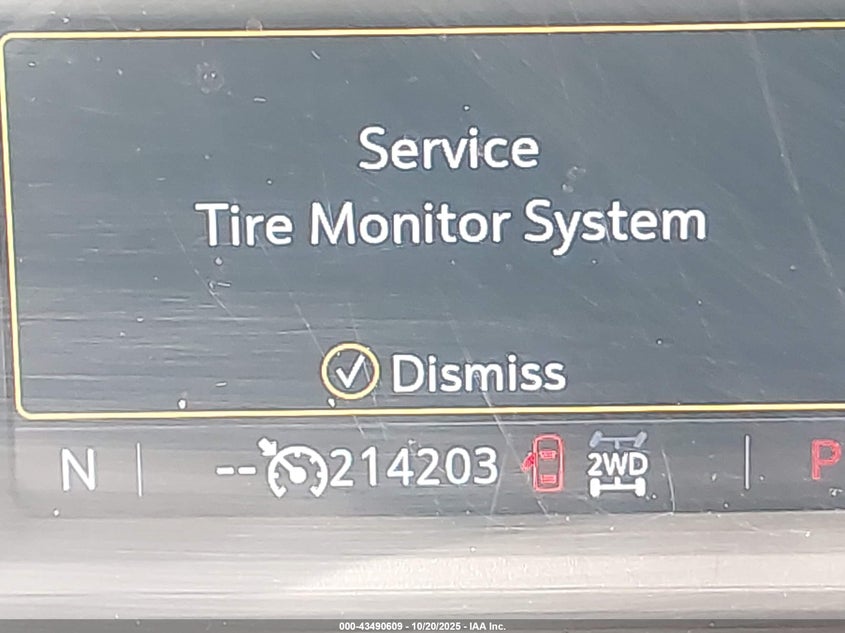 Service
Tire Monitor System
Dismiss
N -- 214203 2WD P
000-43490609 - 10/20/2025 - IAA Inc.